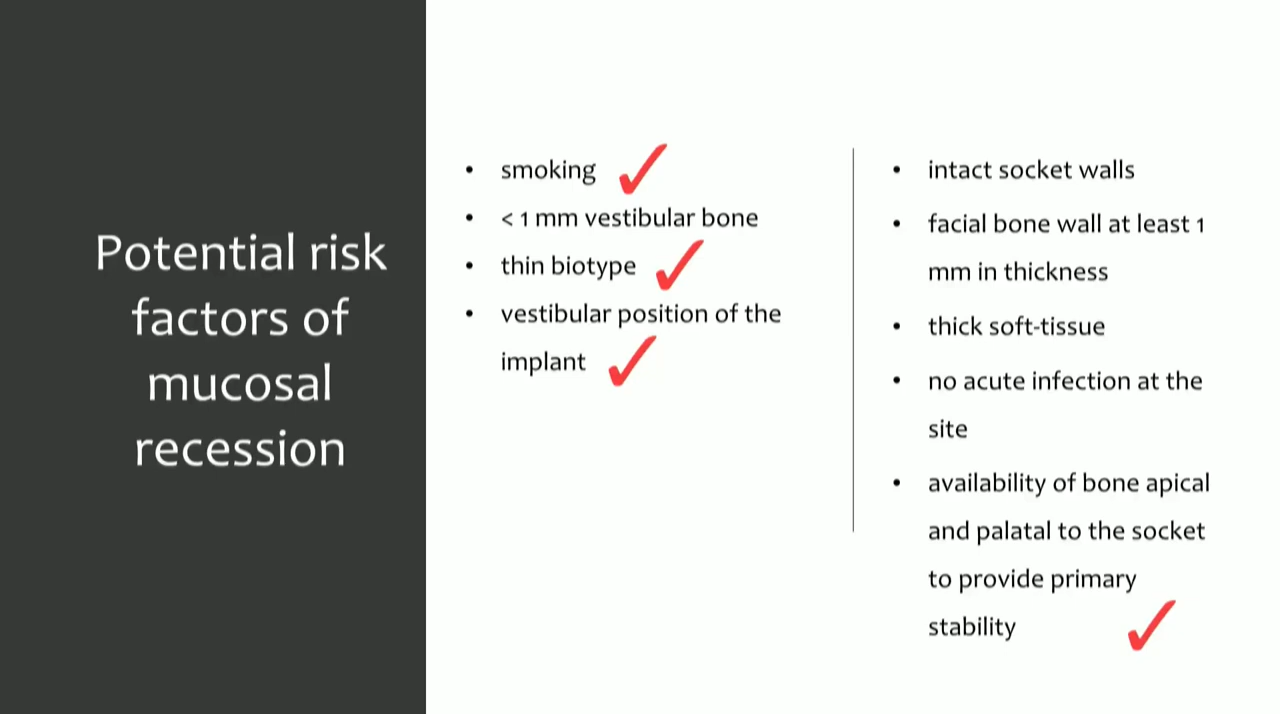 Potential risk
factors of
mucosal
recession
• smoking
• < 1 mm vestibular bone
• thin biotype
• vestibular position of the
implant
• intact socket walls
• facial bone wall at least 1
mm in thickness
• thick soft-tissue
• no acute infection at the
site
• availability of bone apical
and palatal to the socket
to provide primary
stability